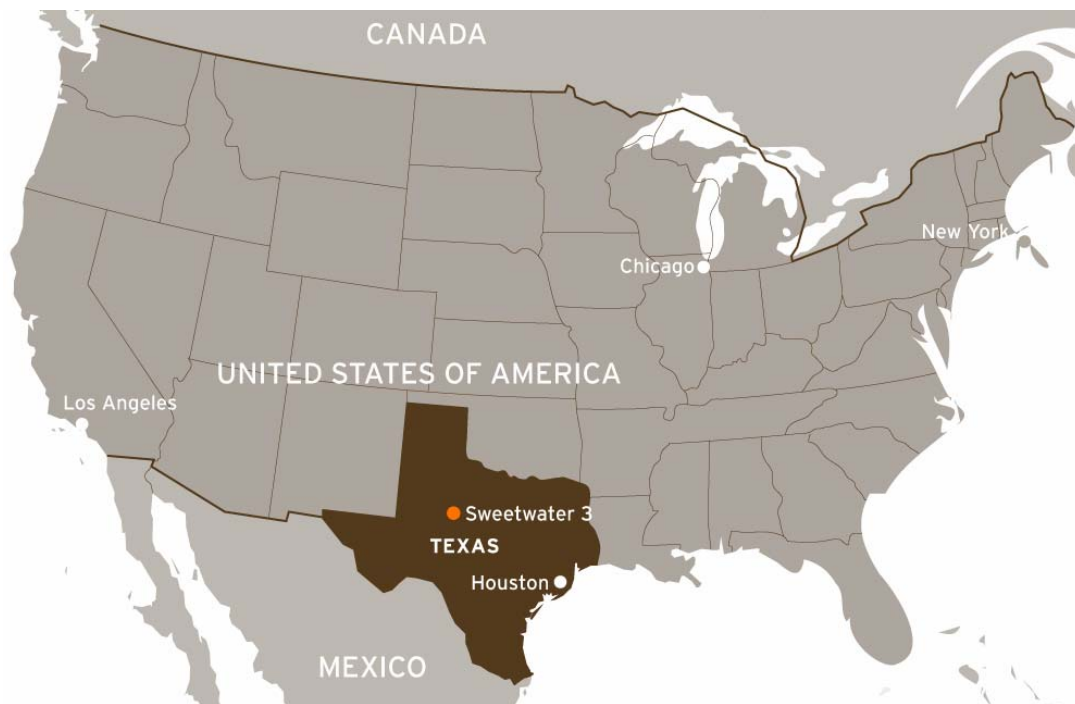 CANADA
New York
Chicago
UNITED STATES OF AMERICA
Los Angeles
Sweetwater 3
TEXAS
Houston
MEXICO